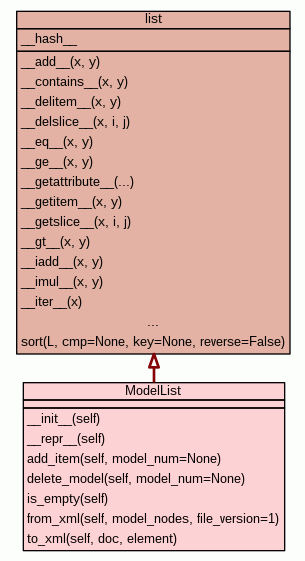 list
__hash__
__add__(x, y)
__contains__(x, y)
__delitem__(x, y)
__delslice__(x, i, j)
__eq__(x, y)
__ge__(x, y)
__getattribute__(...)
__getitem__(x, y)
__getslice__(x, i, j)
__gt__(x, y)
__iadd__(x, y)
__imul__(x, y)
__iter__(x)
...
sort(L, cmp=None, key=None, reverse=False)
ModelList
__init__(self)
__repr__(self)
add_item(self, model_num=None)
delete_model(self, model_num=None)
is_empty(self)
from_xml(self, model_nodes, file_version=1)
to_xml(self, doc, element)